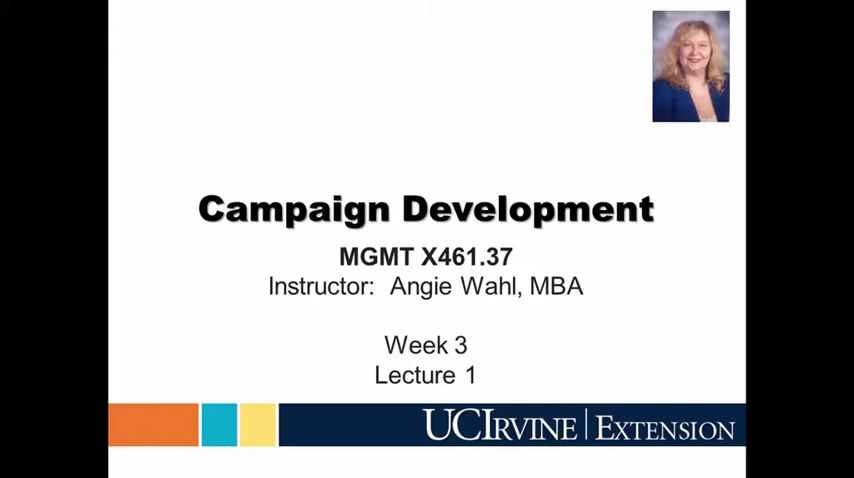 Campaign Development
MGMT X461.37
Instructor: Angie Wahl, MBA
Week 3
Lecture 1
UCIRVINE | EXTENSION